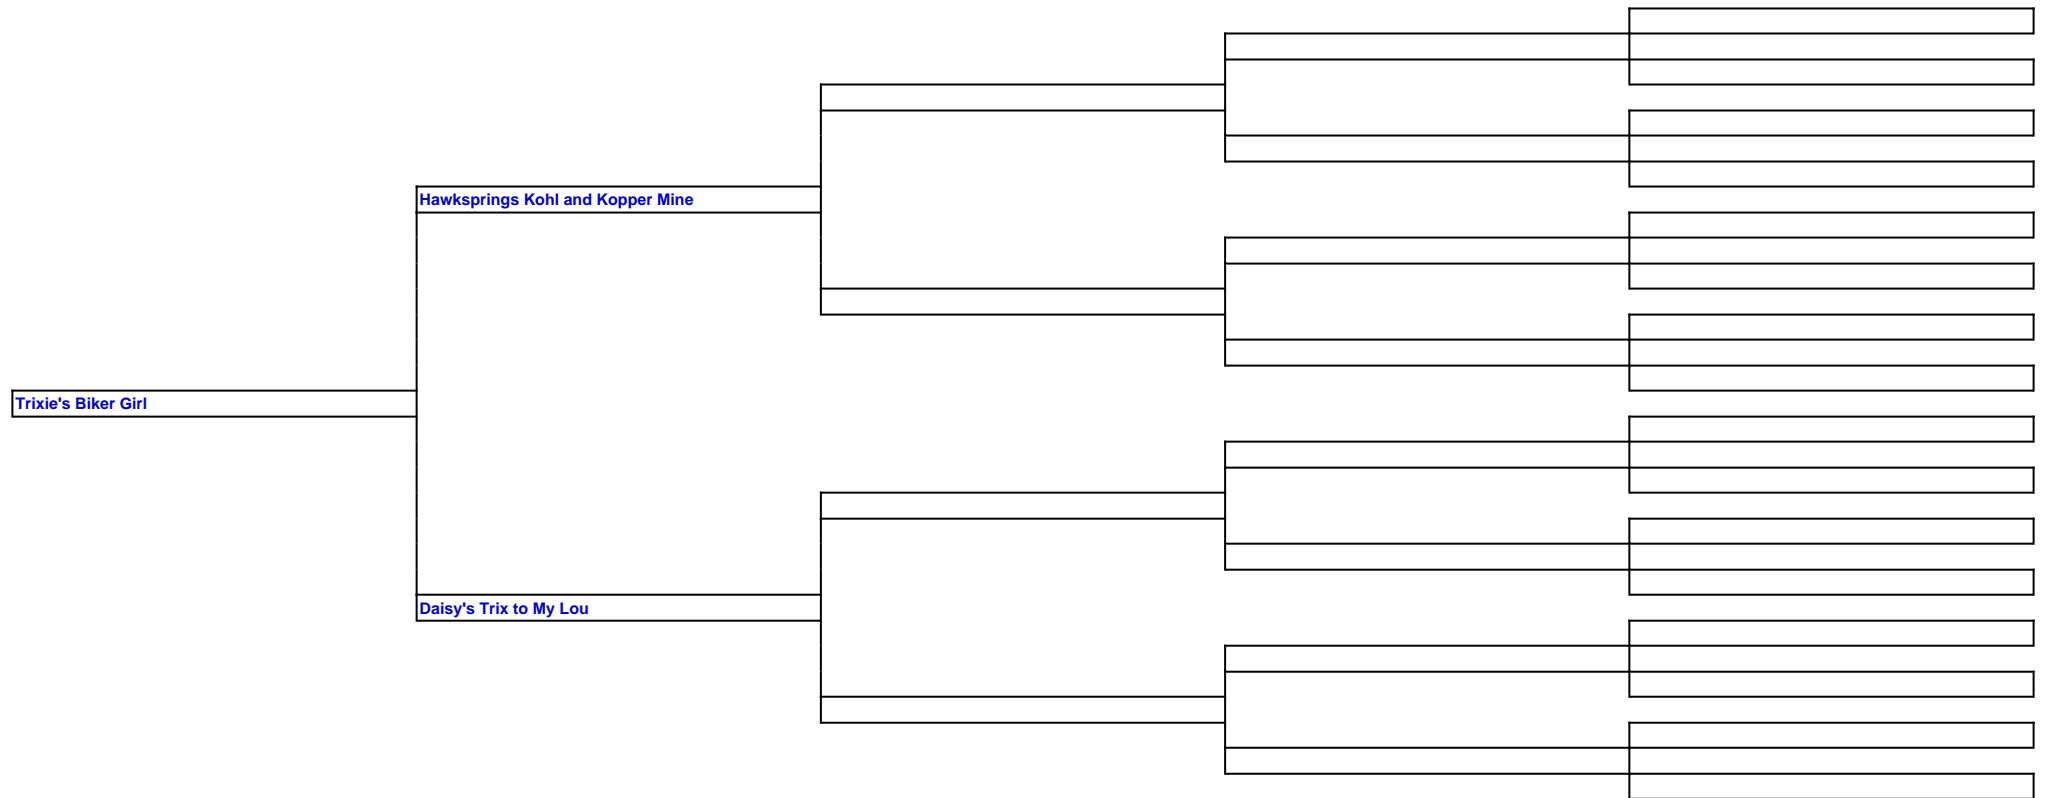 Hawksprings Kohl and Kopper Mine
Trixie's Biker Girl
Daisy's Trix to My Lou